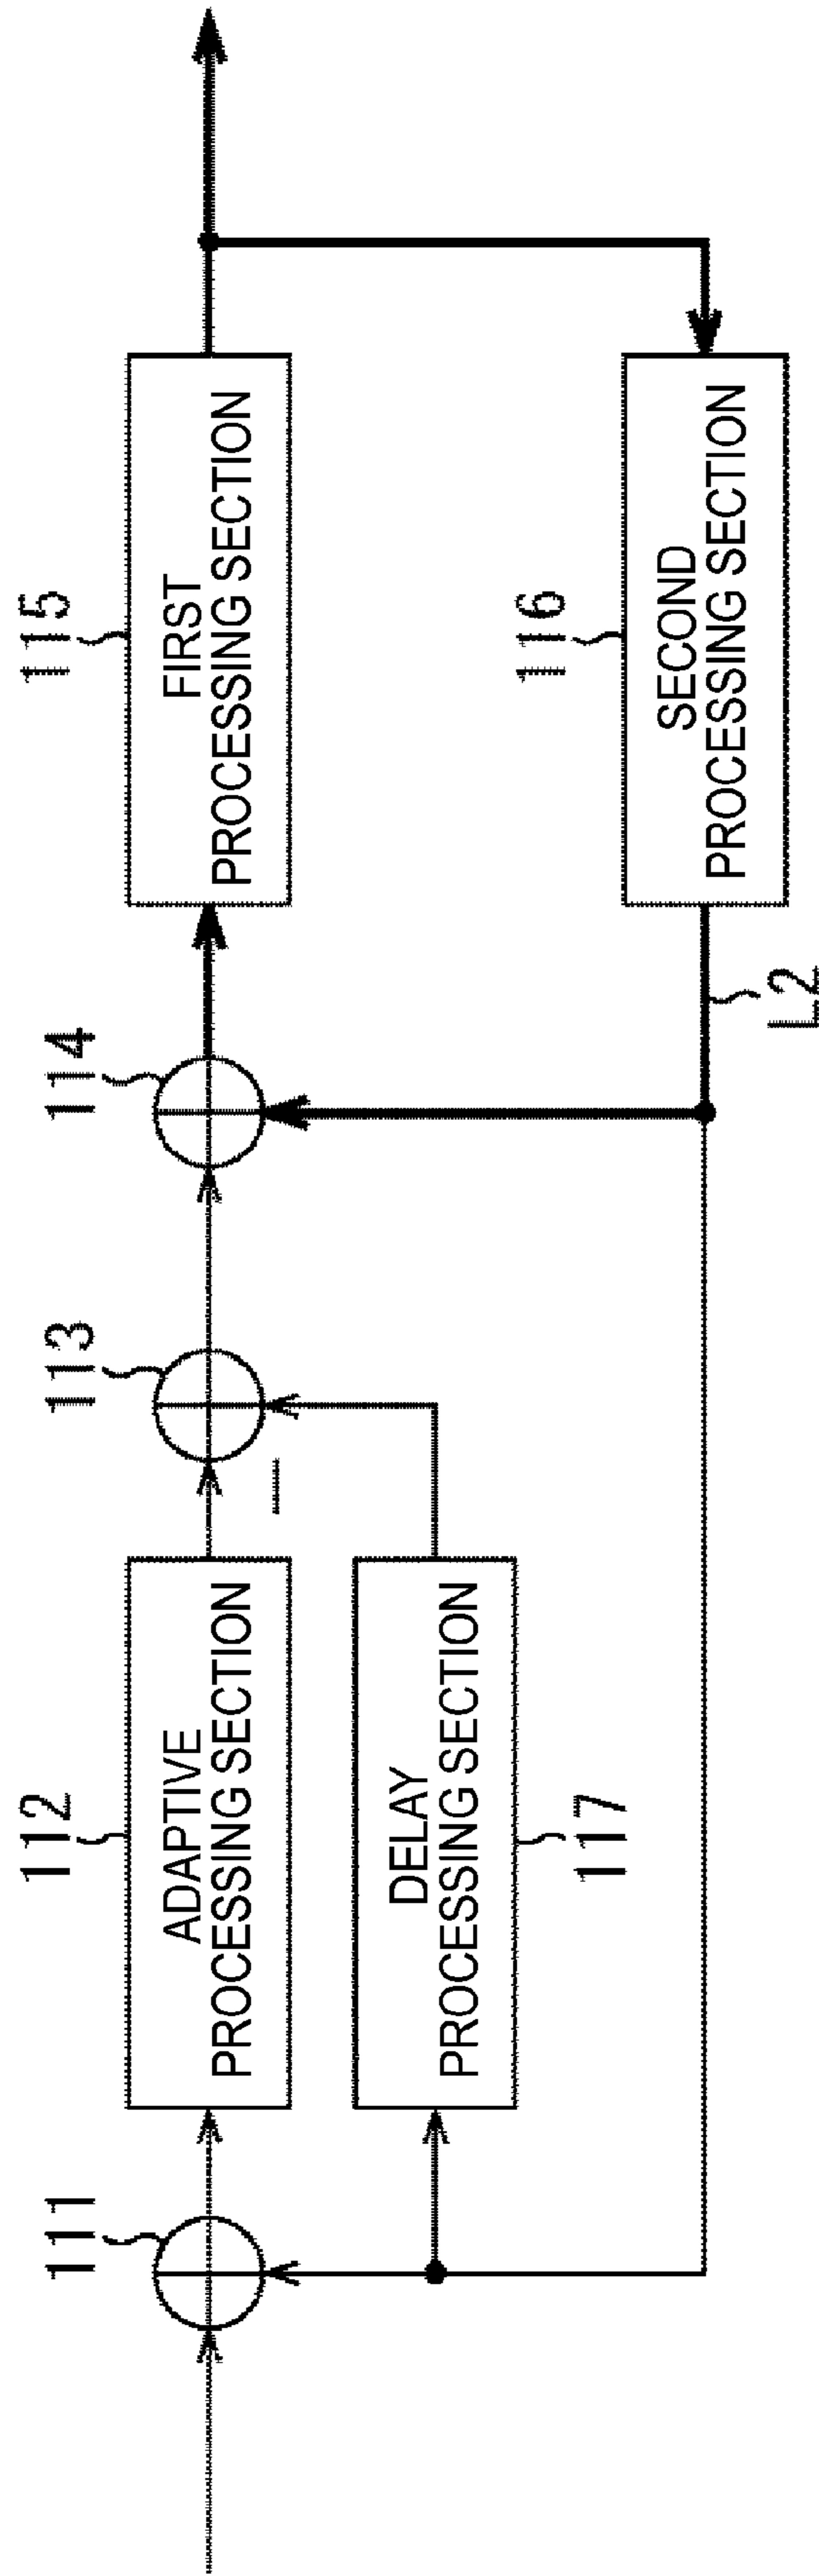 111
112
ADAPTIVE
PROCESSING SECTION
113
—
114
115
FIRST
PROCESSING SECTION
DELAY
PROCESSING SECTION
117
116
SECOND
PROCESSING SECTION
L2